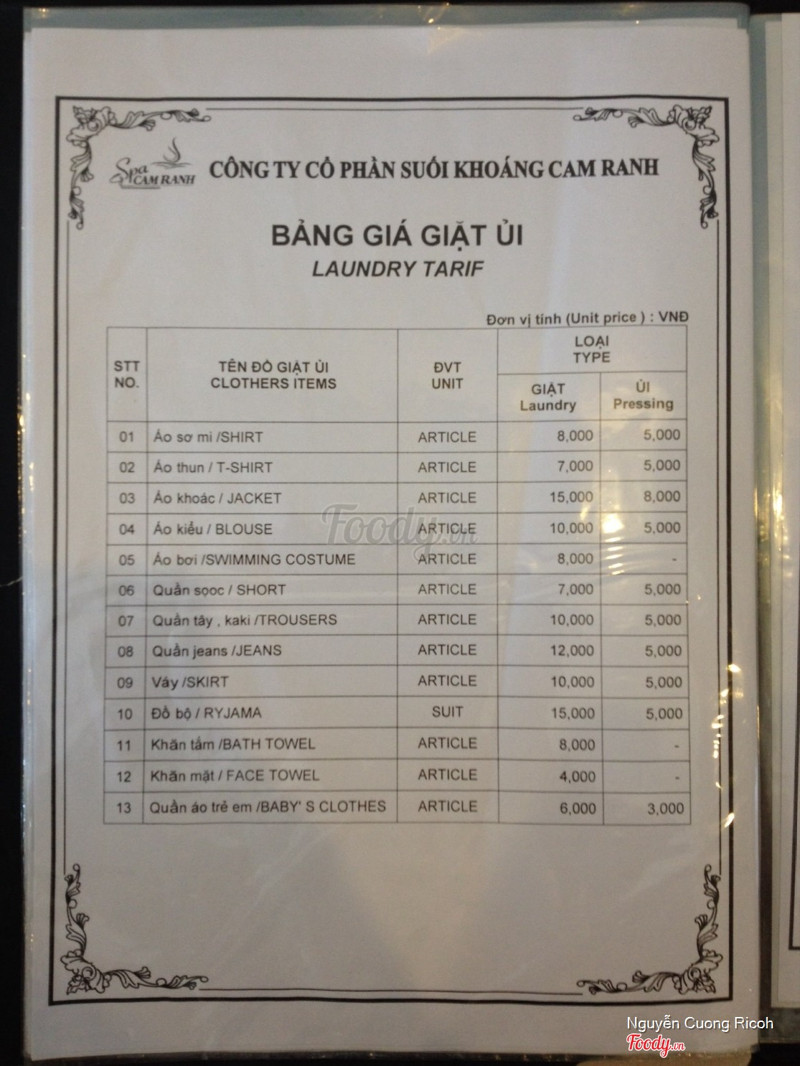 Spa CAM RANH
CÔNG TY CỔ PHẦN SUỐI KHOÁNG CAM RANH
BẢNG GIÁ GIẶT ỦI
LAUNDRY TARIF
Đơn vị tính (Unit price ) : VNĐ
STT NO. TÊN ĐỒ GIẶT ỦI CLOTHERS ITEMS ĐVT UNIT LOẠI TYPE
GIẶT Laundry ỦI Pressing
01 Áo sơ mi /SHIRT ARTICLE 8,000 5,000
02 Áo thun / T-SHIRT ARTICLE 7,000 5,000
03 Áo khoác / JACKET ARTICLE 15,000 8,000
04 Áo kiểu / BLOUSE ARTICLE 10,000 5,000
05 Áo bơi /SWIMMING COSTUME ARTICLE 8,000 -
06 Quần sọoc / SHORT ARTICLE 7,000 5,000
07 Quần tây , kaki /TROUSERS ARTICLE 10,000 5,000
08 Quần jeans /JEANS ARTICLE 12,000 5,000
09 Váy /SKIRT ARTICLE 10,000 5,000
10 Đồ bộ / RYJAMA SUIT 15,000 5,000
11 Khăn tắm /BATH TOWEL ARTICLE 8,000 -
12 Khăn mặt / FACE TOWEL ARTICLE 4,000 -
13 Quần áo trẻ em /BABY' S CLOTHES ARTICLE 6,000 3,000
Foody.vn
Nguyễn Cuong Ricoh
Foody.vn